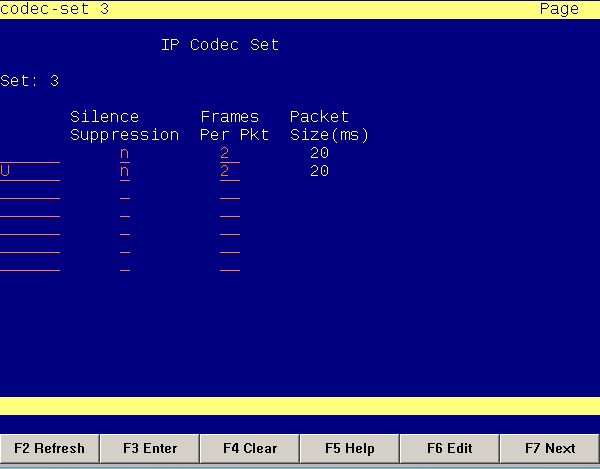 codec-set 3 Page
IP Codec Set
Set: 3
Silence Frames Packet
Suppression Per Pkt Size(ms)
n 2 20
U n 2 20
F2 Refresh F3 Enter F4 Clear F5 Help F6 Edit F7 Next